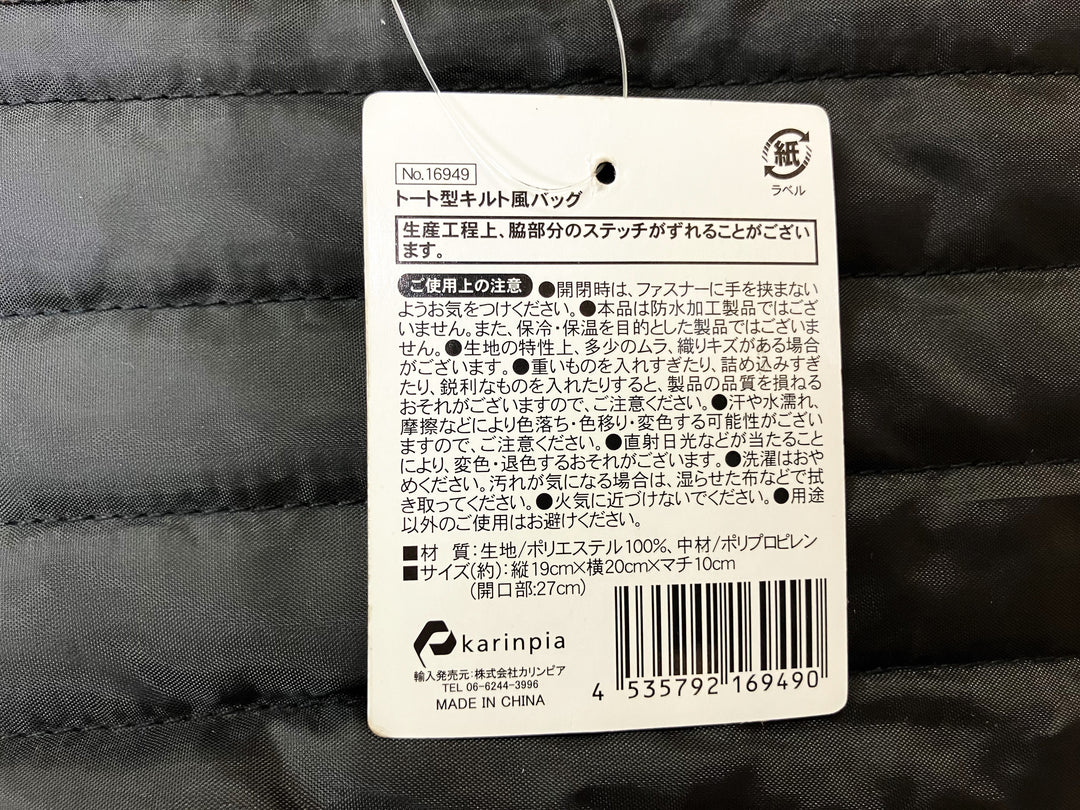 紙
ラベル
No.16949
トート型キルト風バッグ
生産工程上、脇部分のステッチがずれることがござい
ます。
ご使用上の注意 ●開閉時は、ファスナーに手を挟まない
ようお気をつけください。●本品は防水加工製品ではござ
いません。また、保冷・保温を目的とした製品ではございま
せん。●生地の特性上、多少のムラ、織りキズがある場合
がございます。●重いものを入れすぎたり、詰め込みすぎ
たり、鋭利なものを入れたりすると、製品の品質を損ねる
おそれがございますので、ご注意ください。●汗や水濡れ、
摩擦などにより色落ち・色移り・変色する可能性がござい
ますので、ご注意ください。●直射日光などが当たること
により、変色・退色するおそれがございます。●洗濯はおや
めください。汚れが気になる場合は、湿らせた布などで拭
き取ってください。●火気に近づけないでください。●用途
以外のご使用はお避けください。
■材 質:生地/ポリエステル100%、中材/ポリプロピレン
■サイズ(約):縦19cm×横20cm×マチ10cm
(開口部:27cm)
karinpia
輸入発売元:株式会社カリンピア
TEL 06-6244-3996
MADE IN CHINA
4 535792 169490